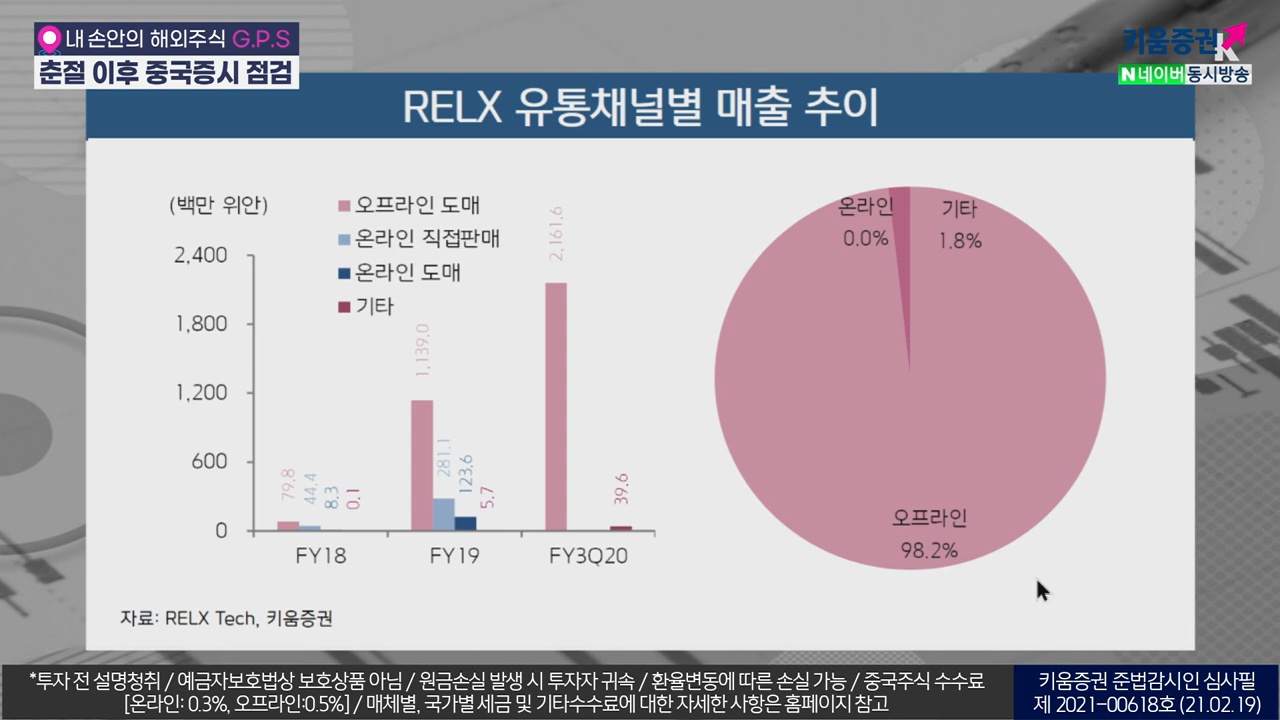 내 손안의 해외주식 G.P.S
춘절 이후 중국증시 점검
키움증권
N 네이버 동시방송
RELX 유통채널별 매출 추이
(백만 위안)
오프라인 도매
온라인 직접판매
온라인 도매
기타
2,400
1,800
1,200
600
0
79.8
44.4
8.3
0.1
1,139.0
281.1
123.6
5.7
2,161.6
39.6
FY18
FY19
FY3Q20
온라인
0.0%
기타
1.8%
오프라인
98.2%
자료: RELX Tech, 키움증권
*투자 전 설명청취 / 예금자보호법상 보호상품 아님 / 원금손실 발생 시 투자자 귀속 / 환율변동에 따른 손실 가능 / 중국주식 수수료
[온라인: 0.3%, 오프라인:0.5%] / 매체별, 국가별 세금 및 기타수수료에 대한 자세한 사항은 홈페이지 참고
키움증권 준법감시인 심사필
제 2021-00618호 (21.02.19)